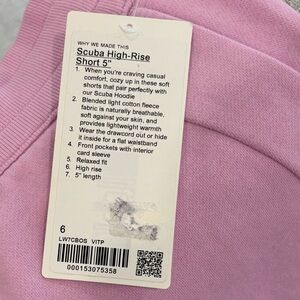 WHY WE MADE THIS
Scuba High-Rise
Short 5"
1. When you're craving casual
comfort, cozy up in these soft
shorts that pair perfectly with
our Scuba Hoodie
2. Blended light cotton fleece
fabric is naturally breathable,
soft against your skin, and
provides lightweight warmth
3. Wear the drawcord out or hide
it inside for a flat waistband
4. Front pockets with interior
card sleeve
5. Relaxed fit
6. High rise
7. 5" length
6
LW7CBOS VITP
000153075358